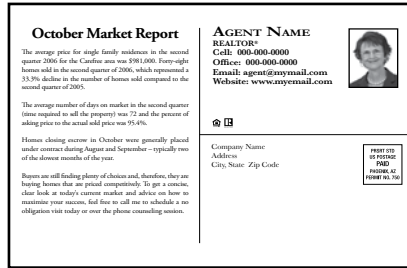 October Market Report
The average price for single family residences in the second
quarter 2006 for the Carefree area was $981,000. Forty-eight
homes sold in the second quarter of 2006, which represented a
33.3% decline in the number of homes sold compared to the
second quarter of 2005.
The average number of days on market in the second quarter
(time required to sell the property) was 72 and the percent of
asking price to the actual sold price was 95.4%.
Homes closing escrow in October were generally placed
under contract during August and September – typically two
of the slowest months of the year.
Buyers are still finding plenty of choices and, therefore, they are
buying homes that are priced competitively. To get a concise,
clear look at today's current market and advice on how to
maximize your success, feel free to call me to schedule a no
obligation visit today or over the phone counseling session.
AGENT NAME
REALTOR®
Cell: 000-000-0000
Office: 000-000-0000
Email: agent@mymail.com
Website: www.mymail.com
Company Name
Address
City, State Zip Code
PRSRT STD
US POSTAGE
PAID
PHOENIX, AZ
PERMIT NO. 750